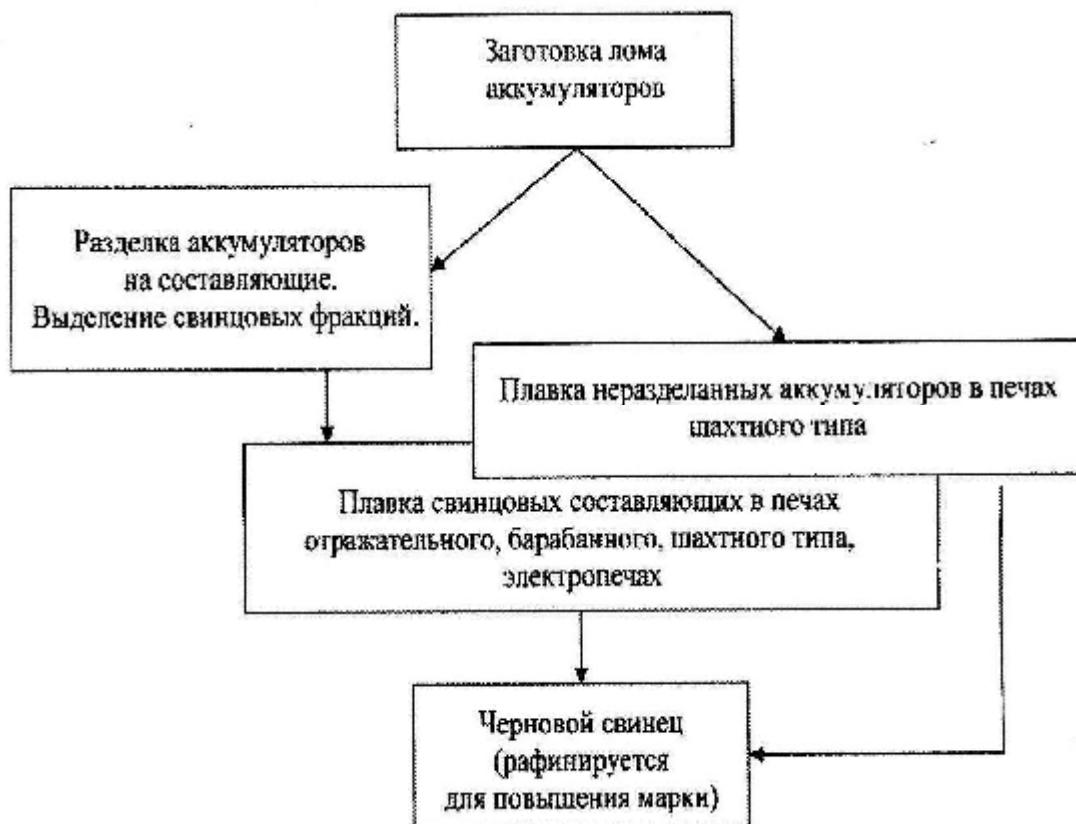 Заготовка лома
аккумуляторов
Разделка аккумуляторов
на составляющие.
Выделение свинцовых фракций.
Плавка неразделанных аккумуляторов в печах
шахтного типа
Плавка свинцовых составляющих в печах
отражательного, барабанного, шахтного типа,
электропечах
Черновой свинец
(рафинируется
для повышения марки)